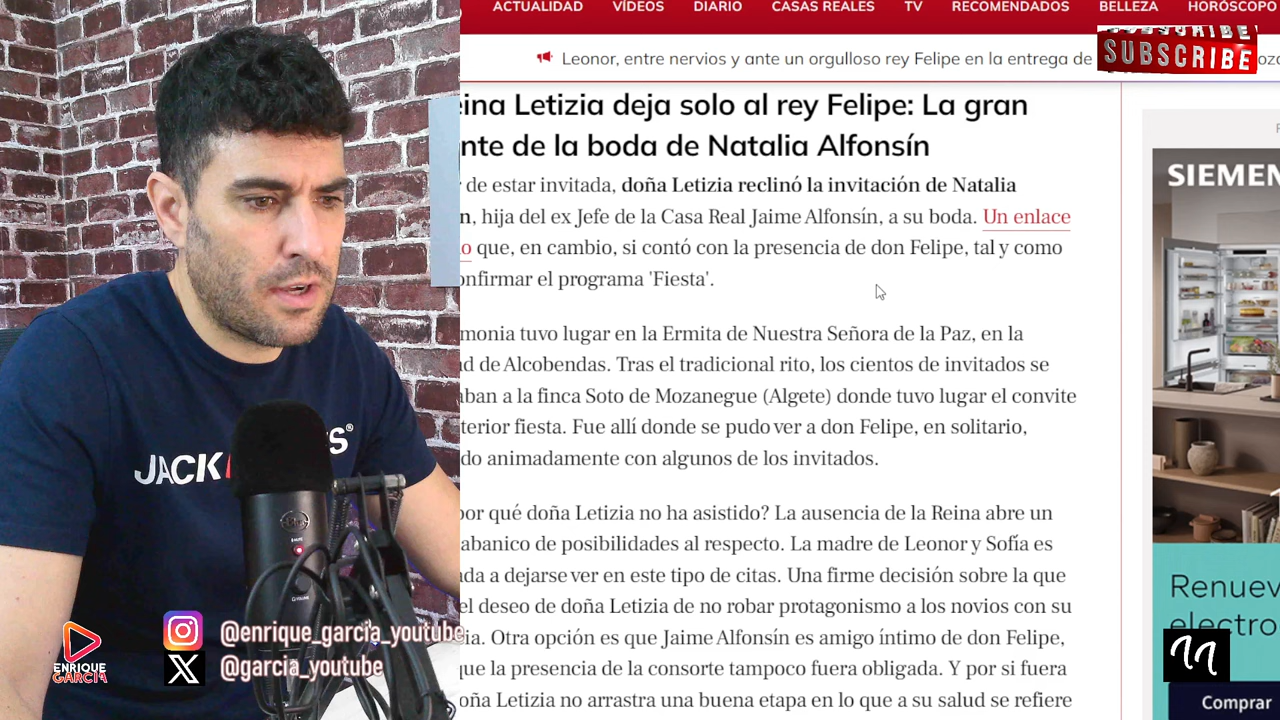 ACTUALIDAD VÍDEOS DIARIO CASAS REALES TV RECOMENDADOS BELLEZA HORÓSCOPO
SUBSCRIBE
SUBSCRIBE
Leonor, entre nervios y ante un orgulloso rey Felipe en la entrega de
eina Letizia deja solo al rey Felipe: La gran
nte de la boda de Natalia Alfonsín
de estar invitada, doña Letizia reclinó la invitación de Natalia
n, hija del ex Jefe de la Casa Real Jaime Alfonsín, a su boda. Un enlace
o que, en cambio, si contó con la presencia de don Felipe, tal y como
onfirmar el programa 'Fiesta'.
monia tuvo lugar en la Ermita de Nuestra Señora de la Paz, en la
d de Alcobendas. Tras el tradicional rito, los cientos de invitados se
aban a la finca Soto de Mozanegue (Algete) donde tuvo lugar el convite
terior fiesta. Fue allí donde se pudo ver a don Felipe, en solitario,
do animadamente con algunos de los invitados.
por qué doña Letizia no ha asistido? La ausencia de la Reina abre un
abanico de posibilidades al respecto. La madre de Leonor y Sofía es
da a dejarse ver en este tipo de citas. Una firme decisión sobre la que
el deseo de doña Letizia de no robar protagonismo a los novios con su
ia. Otra opción es que Jaime Alfonsín es amigo íntimo de don Felipe,
que la presencia de la consorte tampoco fuera obligada. Y por si fuera
oña Letizia no arrastra una buena etapa en lo que a su salud se refiere
SIEMEN
Renuev
electro
Comprar
JACK
S®
ENRIQUE
GARCIA
@enrique_garcia_youtube
@garcia_youtube